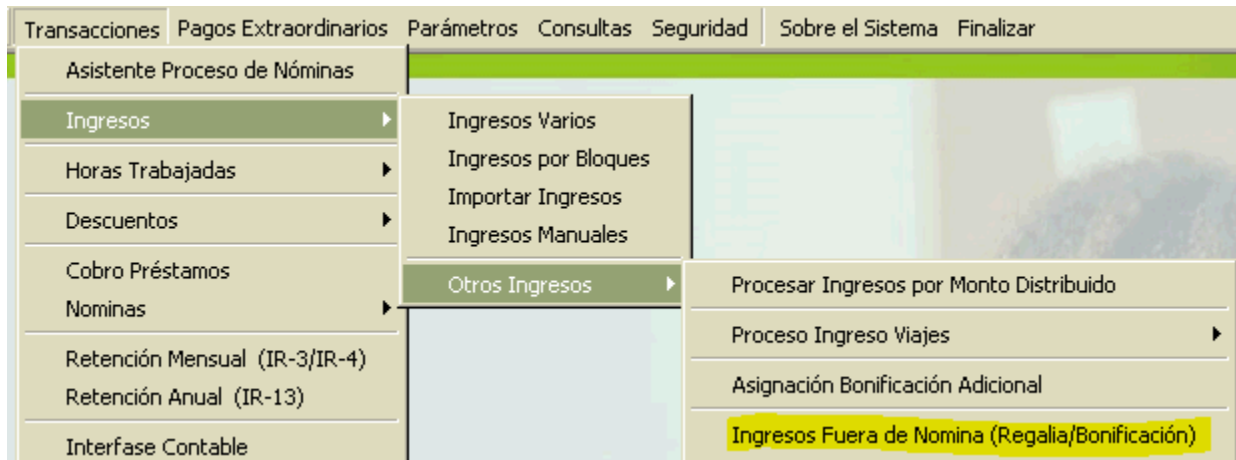 Transacciones Pagos Extraordinarios Parámetros Consultas Seguridad Sobre el Sistema Finalizar
Asistente Proceso de Nóminas
Ingresos
Horas Trabajadas
Descuentos
Cobro Préstamos
Nominas
Retención Mensual (IR-3/IR-4)
Retención Anual (IR-13)
Interfase Contable
Ingresos Varios
Ingresos por Bloques
Importar Ingresos
Ingresos Manuales
Otros Ingresos
Procesar Ingresos por Monto Distribuido
Proceso Ingreso Viajes
Asignación Bonificación Adicional
Ingresos Fuera de Nomina (Regalia/Bonificación)